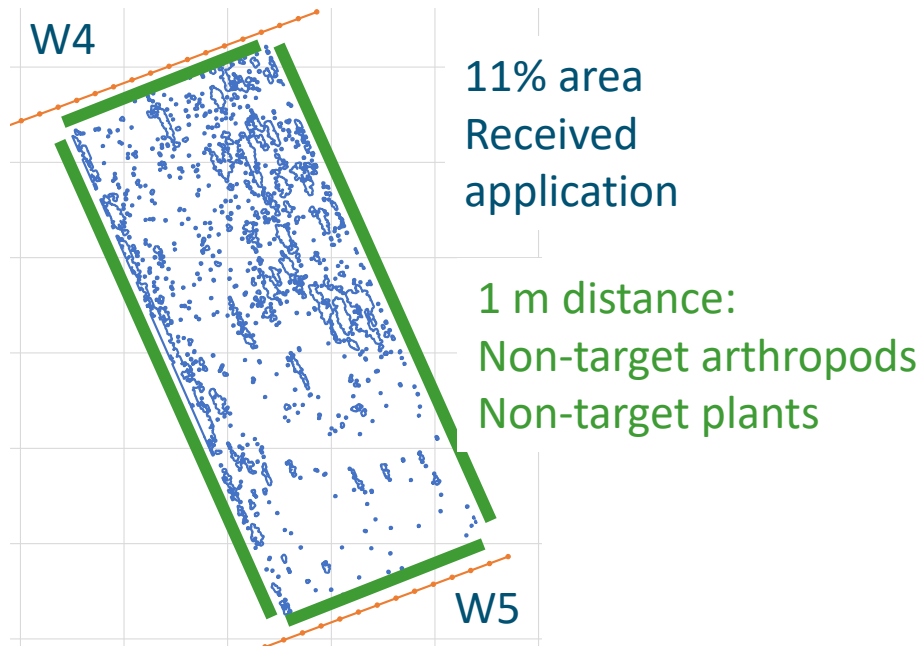 W4
11% area
Received
application
1 m distance:
Non-target arthropods
Non-target plants
W5